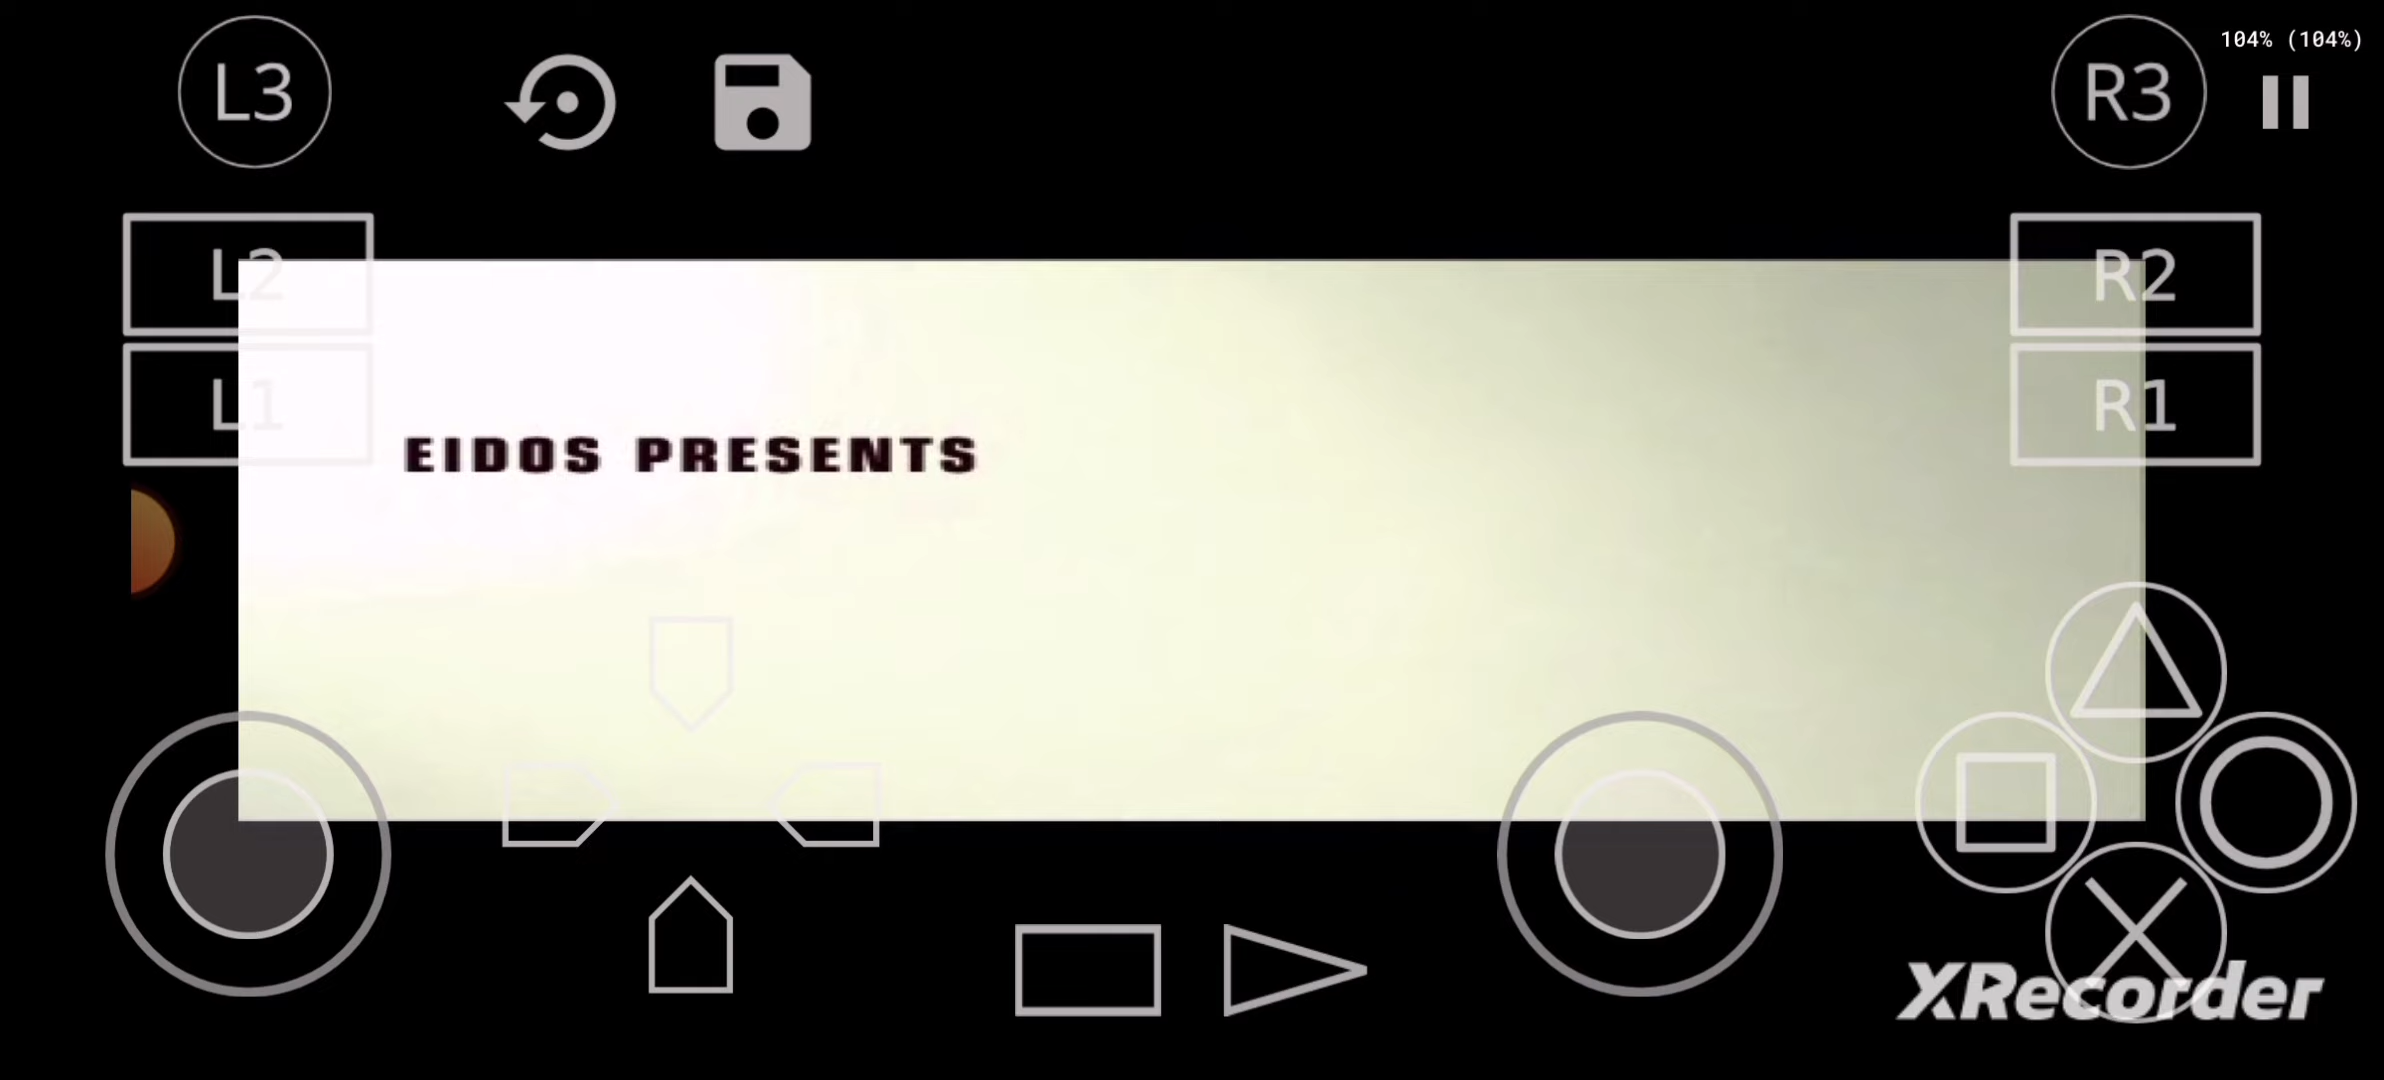 L3
R3
104% (104%)
L2
R2
L1
R1
EIDOS PRESENTS
XRecorder